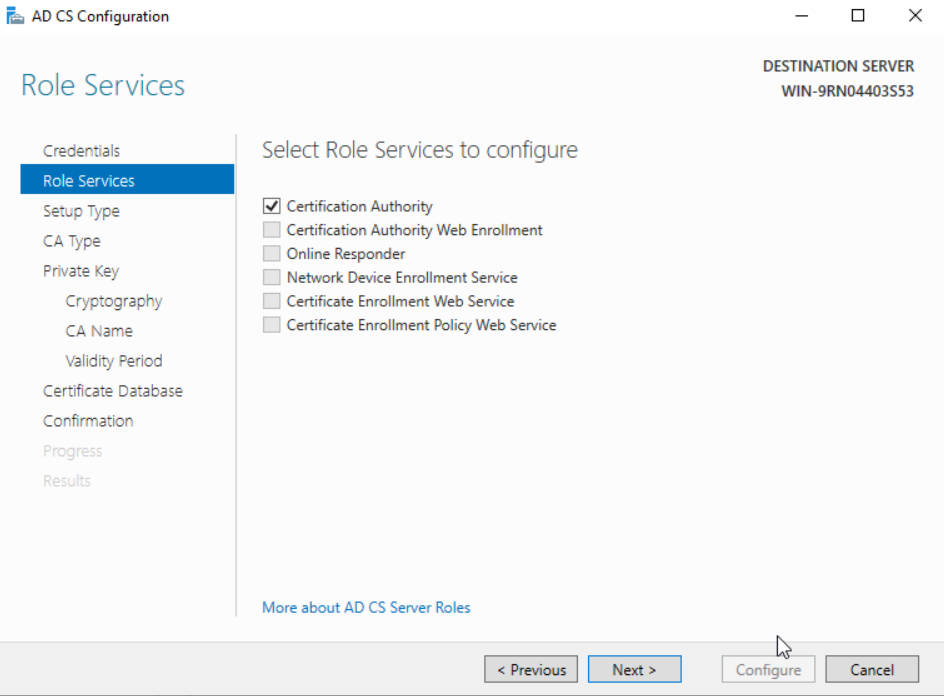 AD CS Configuration
Role Services
DESTINATION SERVER
WIN-9RN04403S53
Credentials
Role Services
Setup Type
CA Type
Private Key
Cryptography
CA Name
Validity Period
Certificate Database
Confirmation
Progress
Results
Select Role Services to configure
Certification Authority
Certification Authority Web Enrollment
Online Responder
Network Device Enrollment Service
Certificate Enrollment Web Service
Certificate Enrollment Policy Web Service
More about AD CS Server Roles
< Previous
Next >
Configure
Cancel